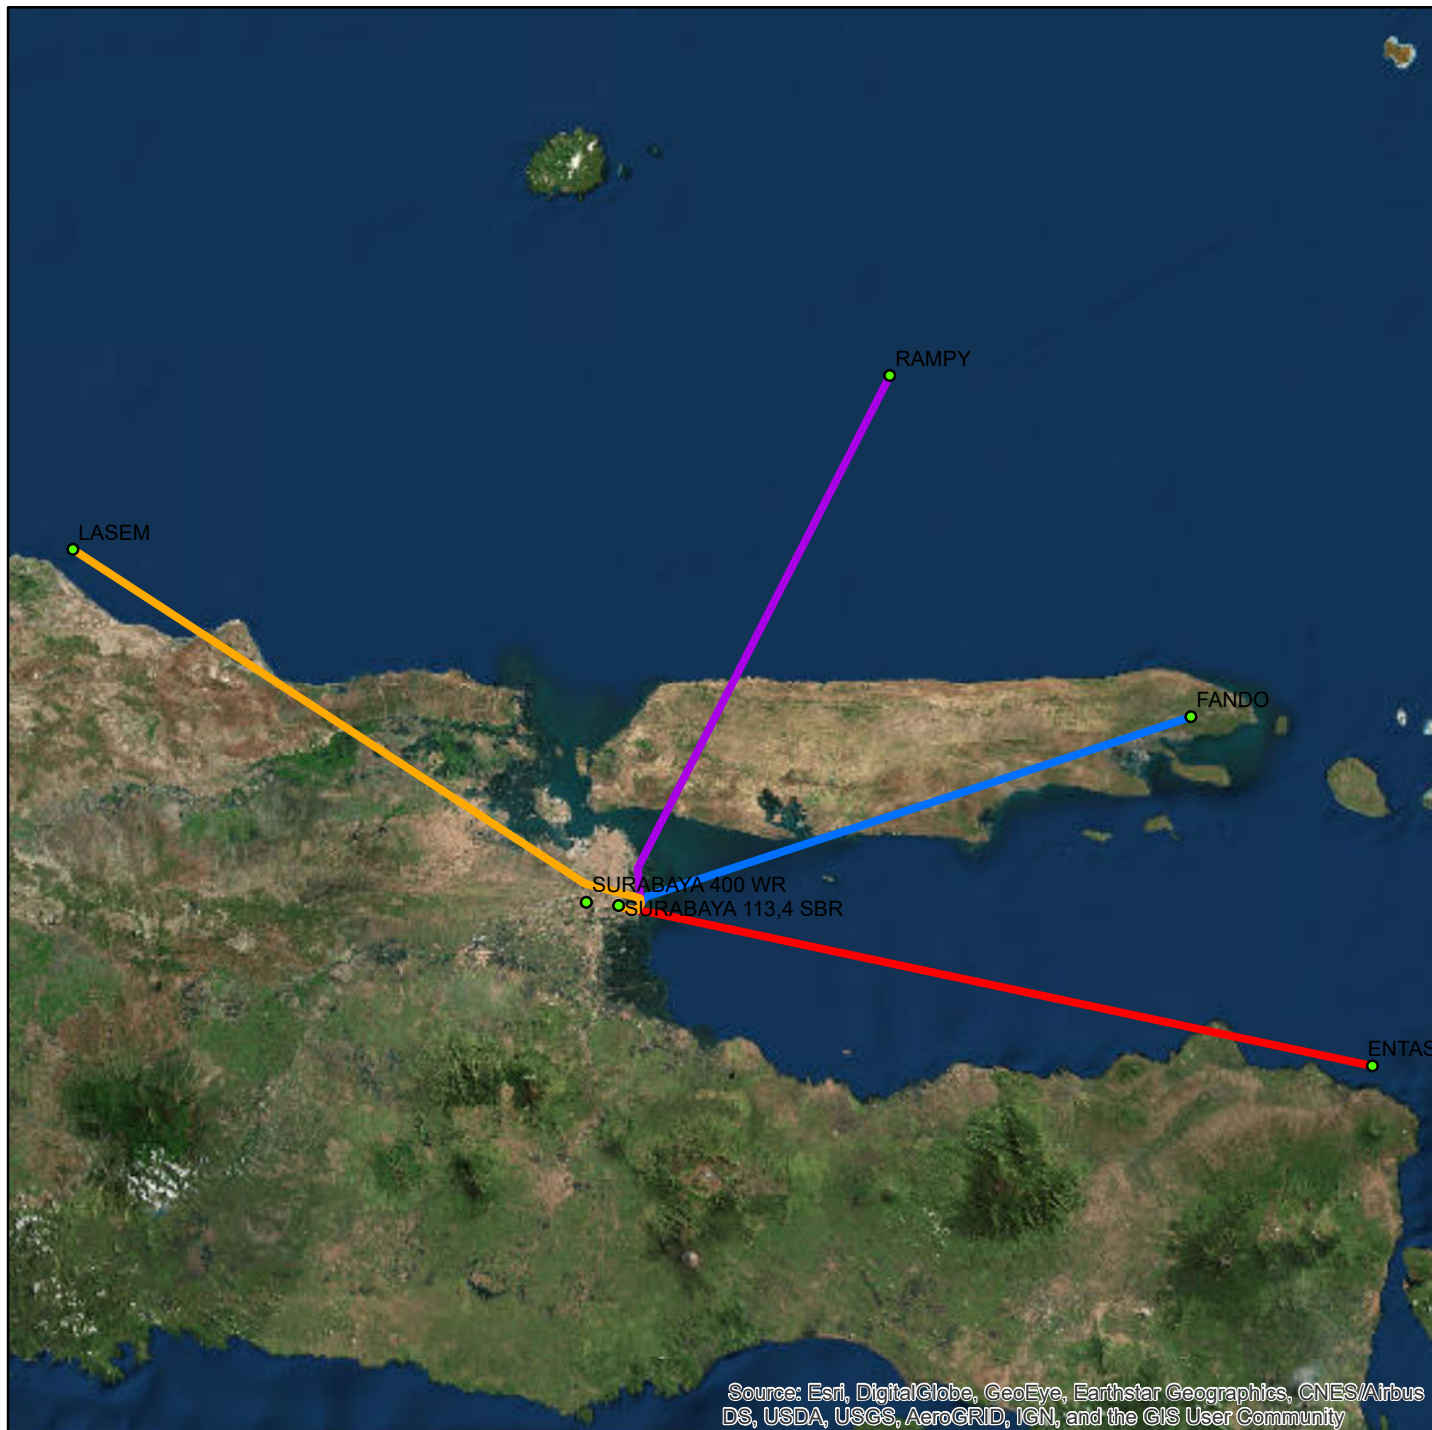 RAMPY
LASEM
FANDO
SURABAYA 400 WR
SURABAYA 113,4 SBR
ENTAS
Source: Esri, DigitalGlobe, GeoEye, Earthstar Geographics, CNES/Airbus
DS, USDA, USGS, AeroGRID, IGN, and the GIS User Community